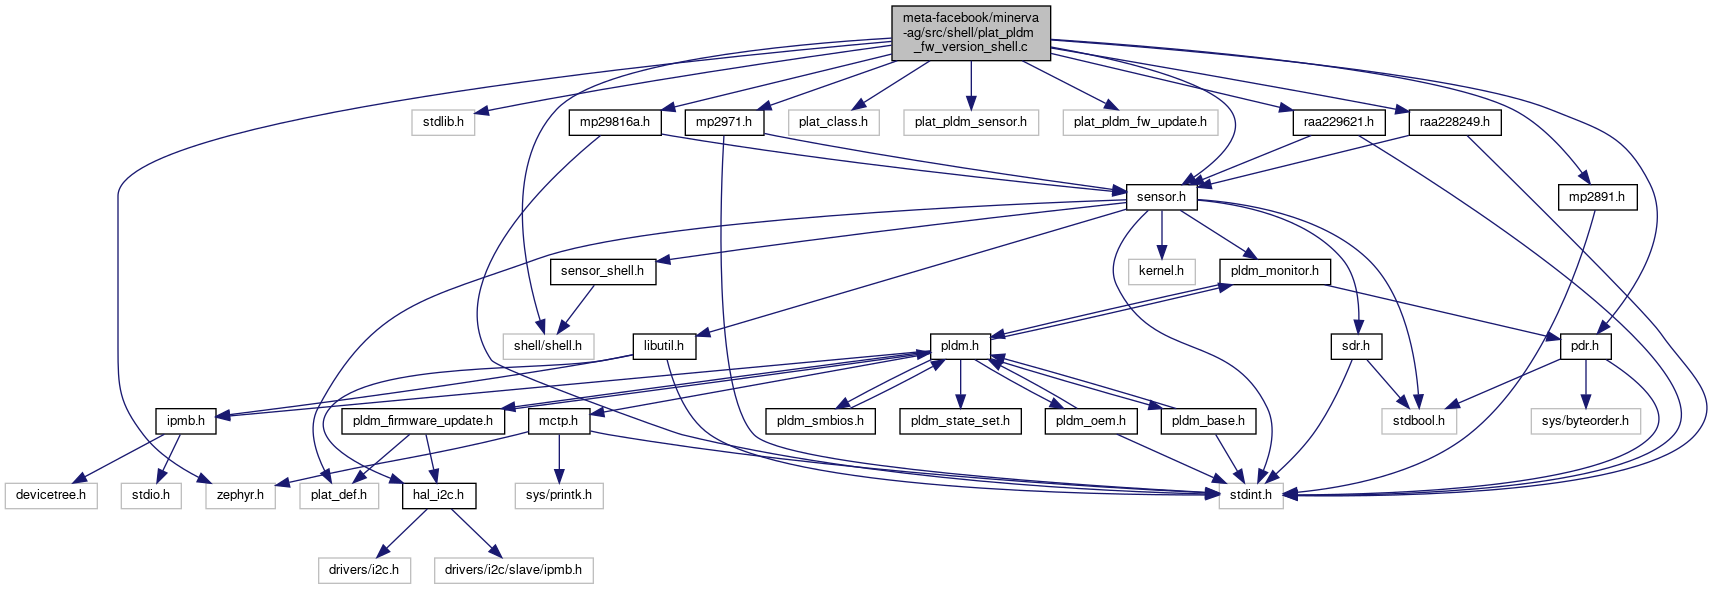 meta-facebook/minerva
-ag/src/shell/plat_pldm
_fw_version_shell.c
stdlib.h
mp29816a.h
mp2971.h
plat_class.h
plat_pldm_sensor.h
plat_pldm_fw_update.h
raa229621.h
raa228249.h
sensor.h
mp2891.h
sensor_shell.h
kernel.h
pldm_monitor.h
shell/shell.h
libutil.h
pldm.h
sdr.h
pdr.h
ipmb.h
pldm_firmware_update.h
mctp.h
pldm_smbios.h
pldm_state_set.h
pldm_oem.h
pldm_base.h
stdbool.h
sys/byteorder.h
devicetree.h
stdio.h
zephyr.h
plat_def.h
hal_i2c.h
sys/printk.h
stdint.h
drivers/i2c.h
drivers/i2c/slave/ipmb.h